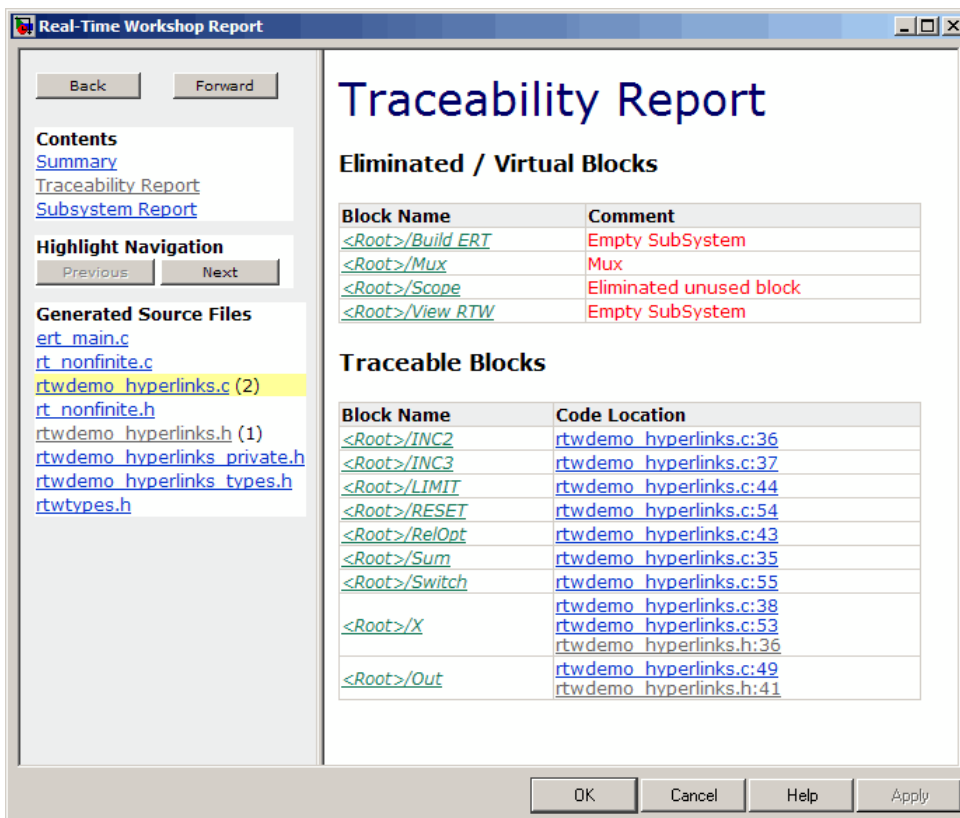 Real-Time Workshop Report
Back Forward
Contents
Summary
Traceability Report
Subsystem Report
Highlight Navigation
Previous Next
Generated Source Files
ert_main.c
rt_nonfinite.c
rtwdemo_hyperlinks.c (2)
rt_nonfinite.h
rtwdemo_hyperlinks.h (1)
rtwdemo_hyperlinks_private.h
rtwdemo_hyperlinks_types.h
rtwtypes.h
Traceability Report
Eliminated / Virtual Blocks
Block Name Comment
<Root>/Build ERT Empty SubSystem
<Root>/Mux Mux
<Root>/Scope Eliminated unused block
<Root>/View RTW Empty SubSystem
Traceable Blocks
Block Name Code Location
<Root>/INC2 rtwdemo_hyperlinks.c:36
<Root>/INC3 rtwdemo_hyperlinks.c:37
<Root>/LIMIT rtwdemo_hyperlinks.c:44
<Root>/RESET rtwdemo_hyperlinks.c:54
<Root>/RelOpt rtwdemo_hyperlinks.c:43
<Root>/Sum rtwdemo_hyperlinks.c:35
<Root>/Switch rtwdemo_hyperlinks.c:55
<Root>/X
rtwdemo_hyperlinks.c:38
rtwdemo_hyperlinks.c:53
rtwdemo_hyperlinks.h:36
<Root>/Out
rtwdemo_hyperlinks.c:49
rtwdemo_hyperlinks.h:41
OK Cancel Help Apply